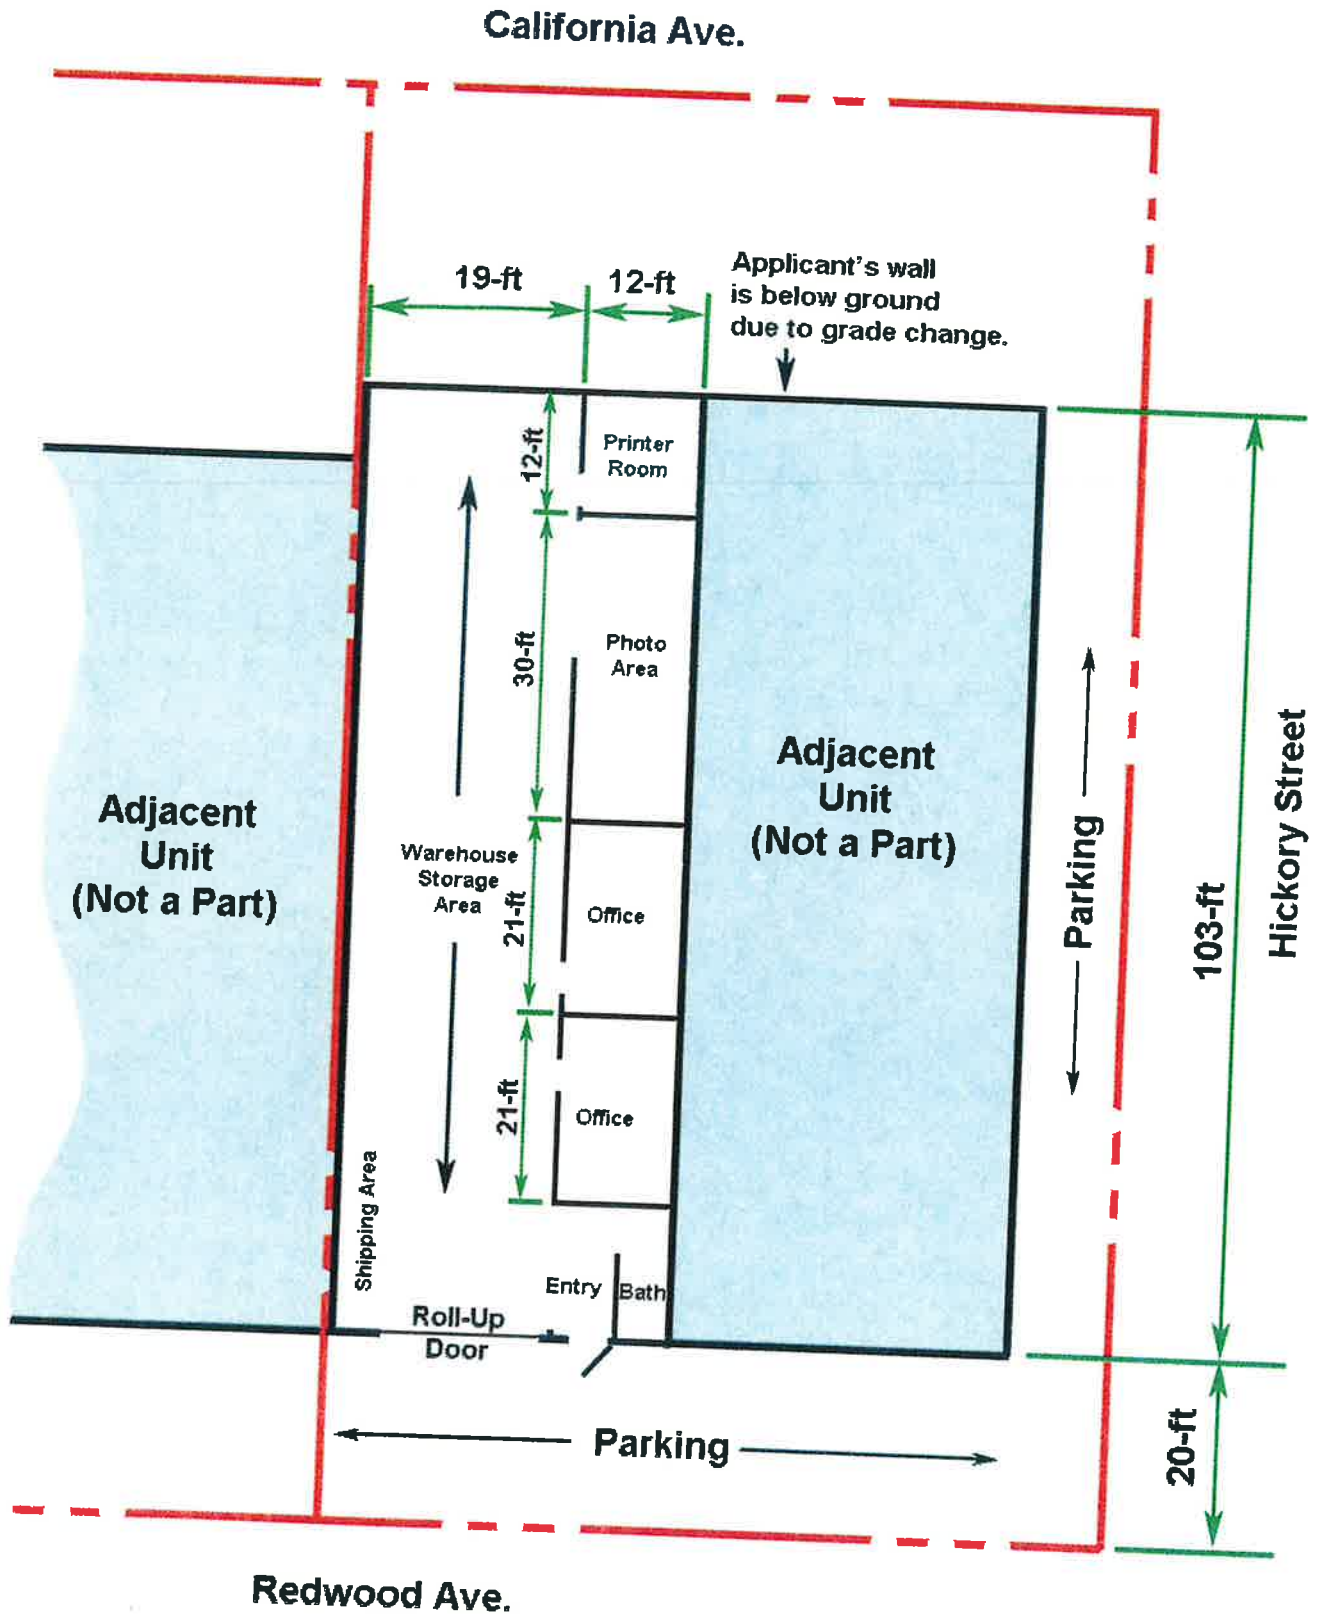 California Ave.
19-ft
12-ft
Applicant's wall
is below ground
due to grade change.
12-ft
Printer
Room
30-ft
Photo
Area
Adjacent
Unit
(Not a Part)
Warehouse
Storage
Area
21-ft
Office
Adjacent
Unit
(Not a Part)
Parking
103-ft
Hickory Street
21-ft
Office
Shipping Area
Entry
Bath
Roll-Up
Door
Parking
20-ft
Redwood Ave.